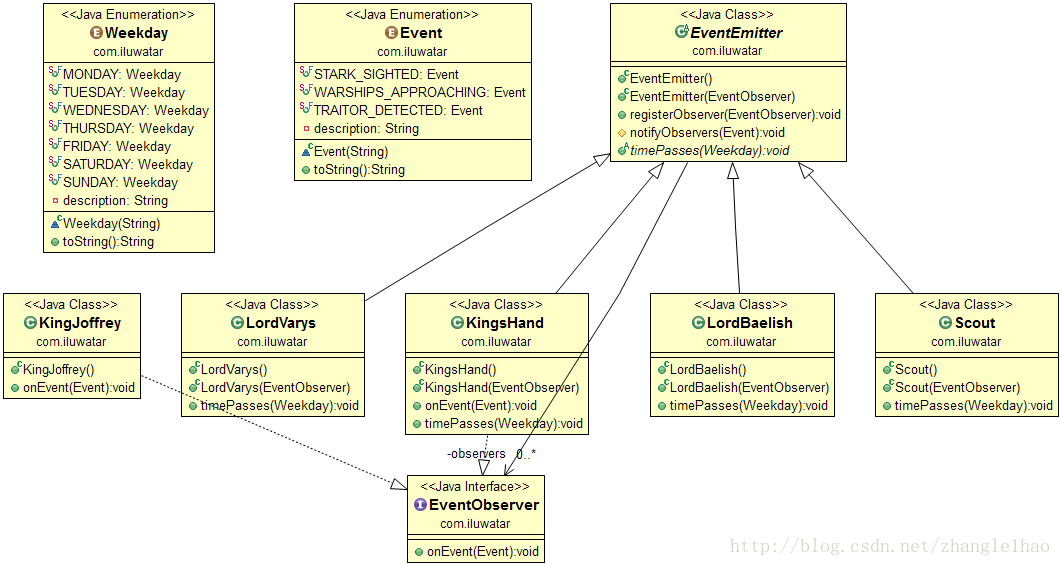 <<Java Enumeration>>
Weekday
com.iluwatar
MONDAY: Weekday
TUESDAY: Weekday
WEDNESDAY: Weekday
THURSDAY: Weekday
FRIDAY: Weekday
SATURDAY: Weekday
SUNDAY: Weekday
description: String
Weekday(String)
toString():String
<<Java Enumeration>>
Event
com.iluwatar
STARK_SIGHTED: Event
WARSHIPS_APPROACHING: Event
TRAITOR_DETECTED: Event
description: String
Event(String)
toString():String
<<Java Class>>
EventEmitter
com.iluwatar
EventEmitter()
EventEmitter(EventObserver)
registerObserver(EventObserver):void
notifyObservers(Event):void
timePasses(Weekday):void
<<Java Class>>
KingJoffrey
com.iluwatar
KingJoffrey()
onEvent(Event):void
<<Java Class>>
LordVarys
com.iluwatar
LordVarys()
LordVarys(EventObserver)
timePasses(Weekday):void
<<Java Class>>
KingsHand
com.iluwatar
KingsHand()
KingsHand(EventObserver)
onEvent(Event):void
timePasses(Weekday):void
<<Java Class>>
LordBaelish
com.iluwatar
LordBaelish()
LordBaelish(EventObserver)
timePasses(Weekday):void
<<Java Class>>
Scout
com.iluwatar
Scout()
Scout(EventObserver)
timePasses(Weekday):void
-observers 0..*
<<Java Interface>>
EventObserver
com.iluwatar
onEvent(Event):void
http://blog.csdn.net/zhanglei​hao